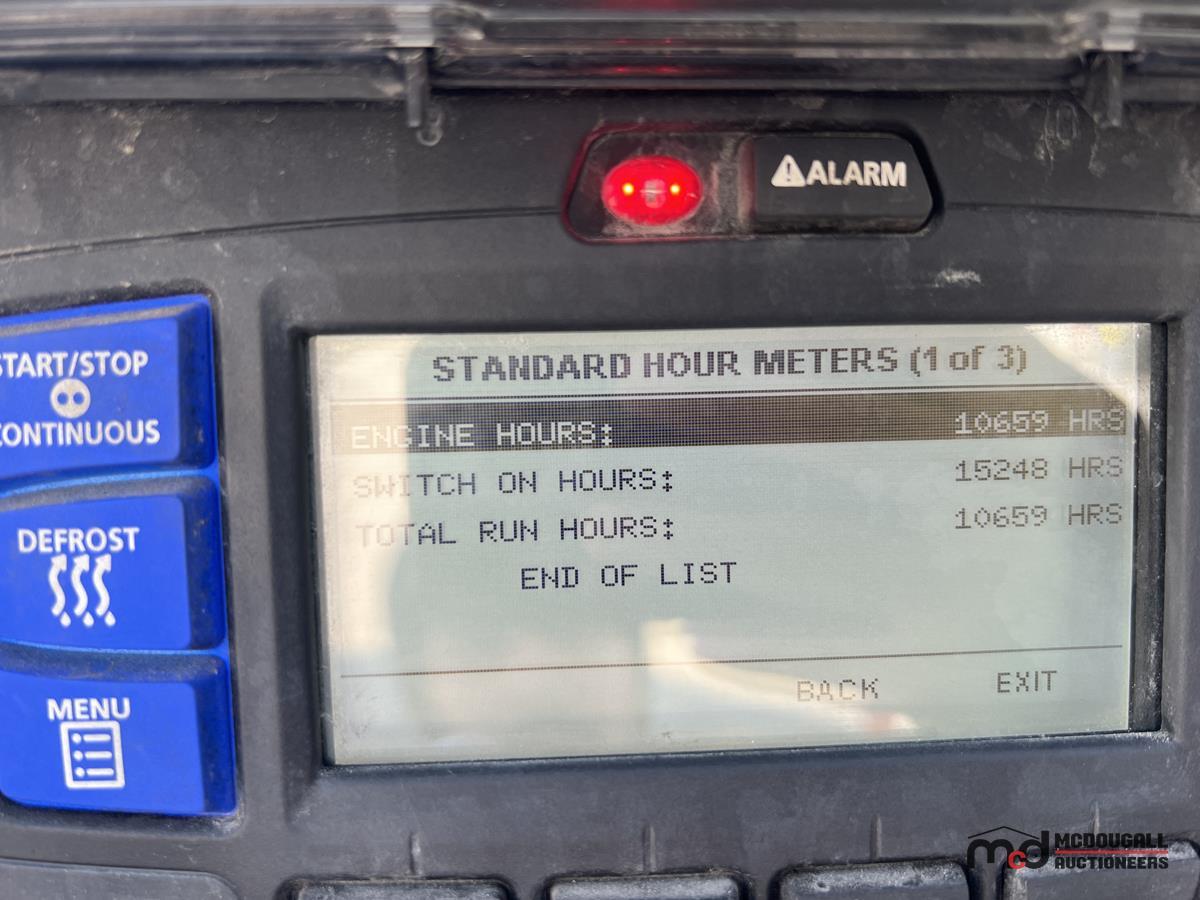 ALARM
START/STOP
CONTINUOUS
DEFROST
MENU
STANDARD HOUR METERS (1 of 3)
ENGINE HOURS: 10659 HRS
SWITCH ON HOURS: 15248 HRS
TOTAL RUN HOURS: 10659 HRS
END OF LIST
BACK EXIT
mcd MCDOUGALL
AUCTIONEERS